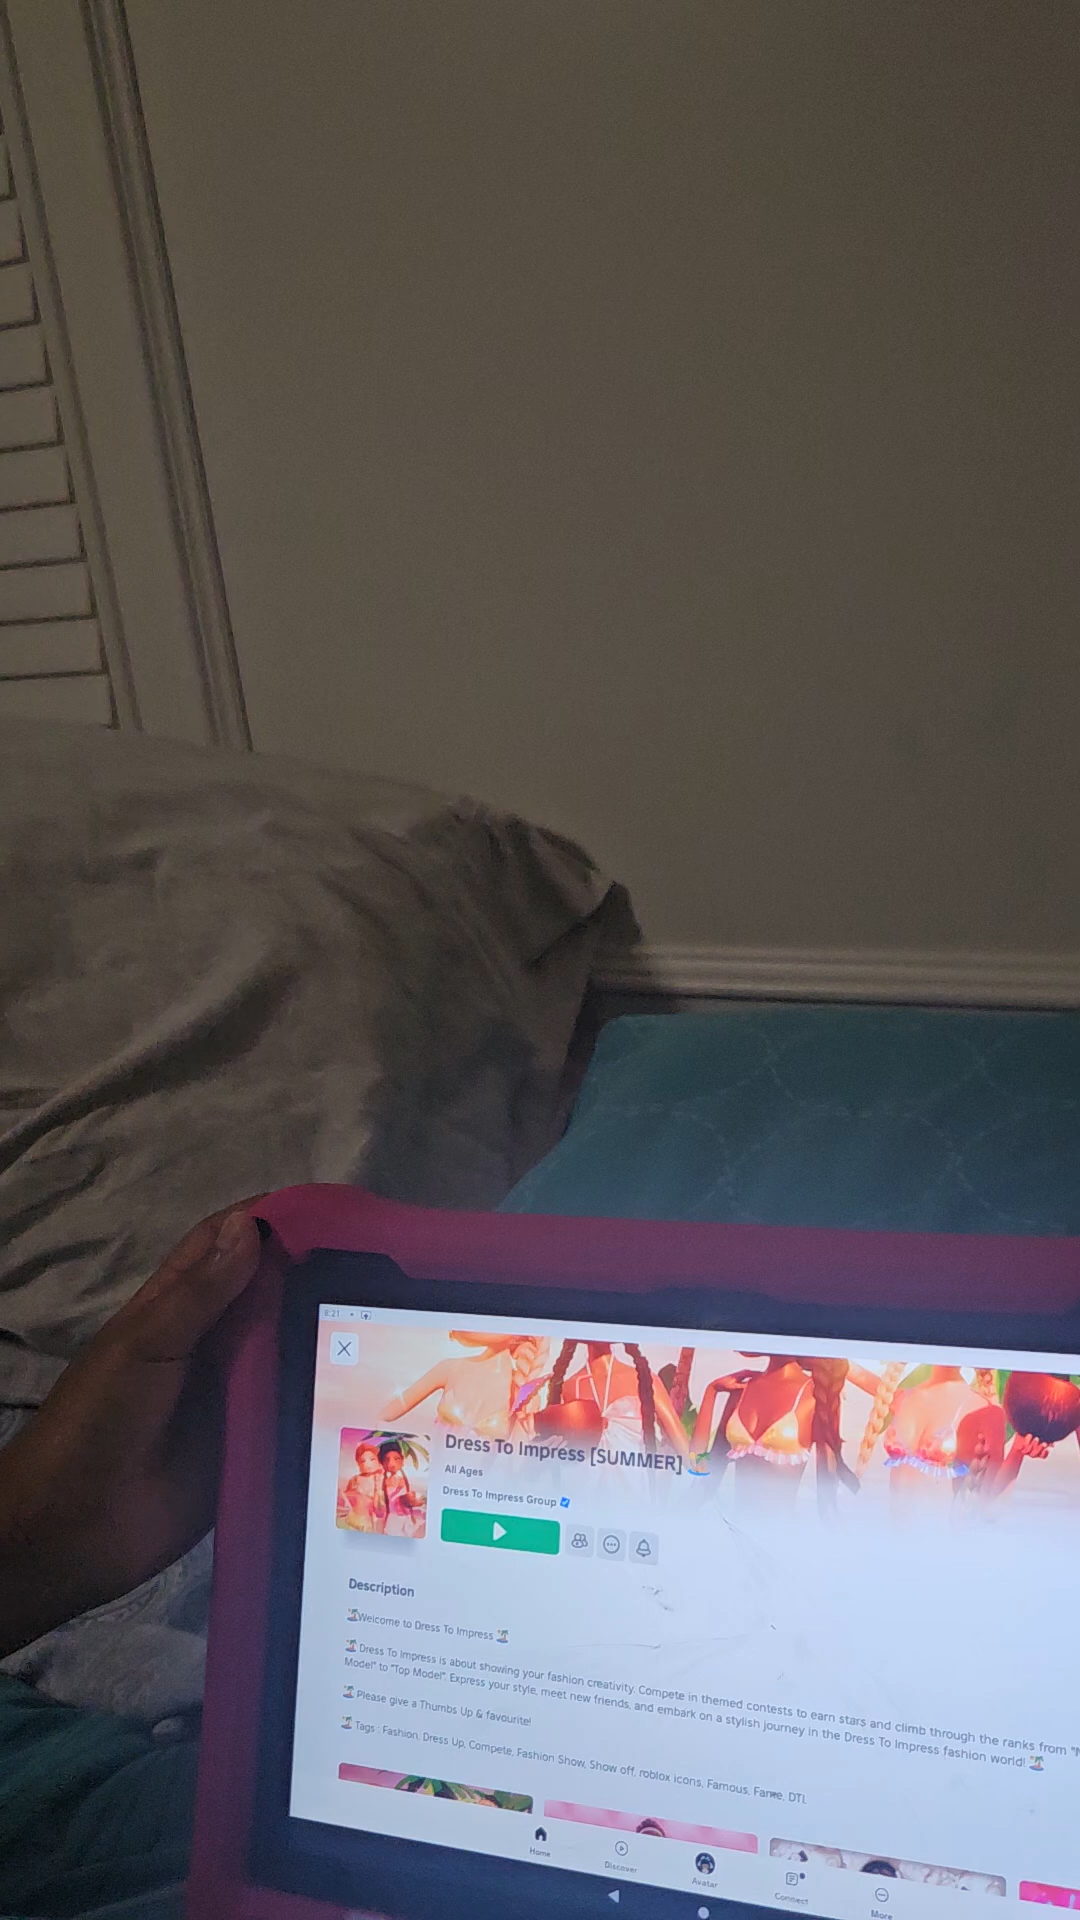 8:21
Dress To Impress [SUMMER] 🏝️
All Ages
Dress To Impress Group
Description
🏝️Welcome to Dress To Impress 🏝️
🏝️ Dress To Impress is about showing your fashion creativity. Compete in themed contests to earn stars and climb through the ranks from
Model" to "Top Model". Express your style, meet new friends, and embark on a stylish journey in the Dress To Impress fashion world! 🏝️
🏝️ Please give a Thumbs Up & favourite!
🏝️ Tags : Fashion, Dress Up, Compete, Fashion Show, Show off, roblox icons, Famous, Fame, DTI,
Home
Discover
Avatar
Connect
More